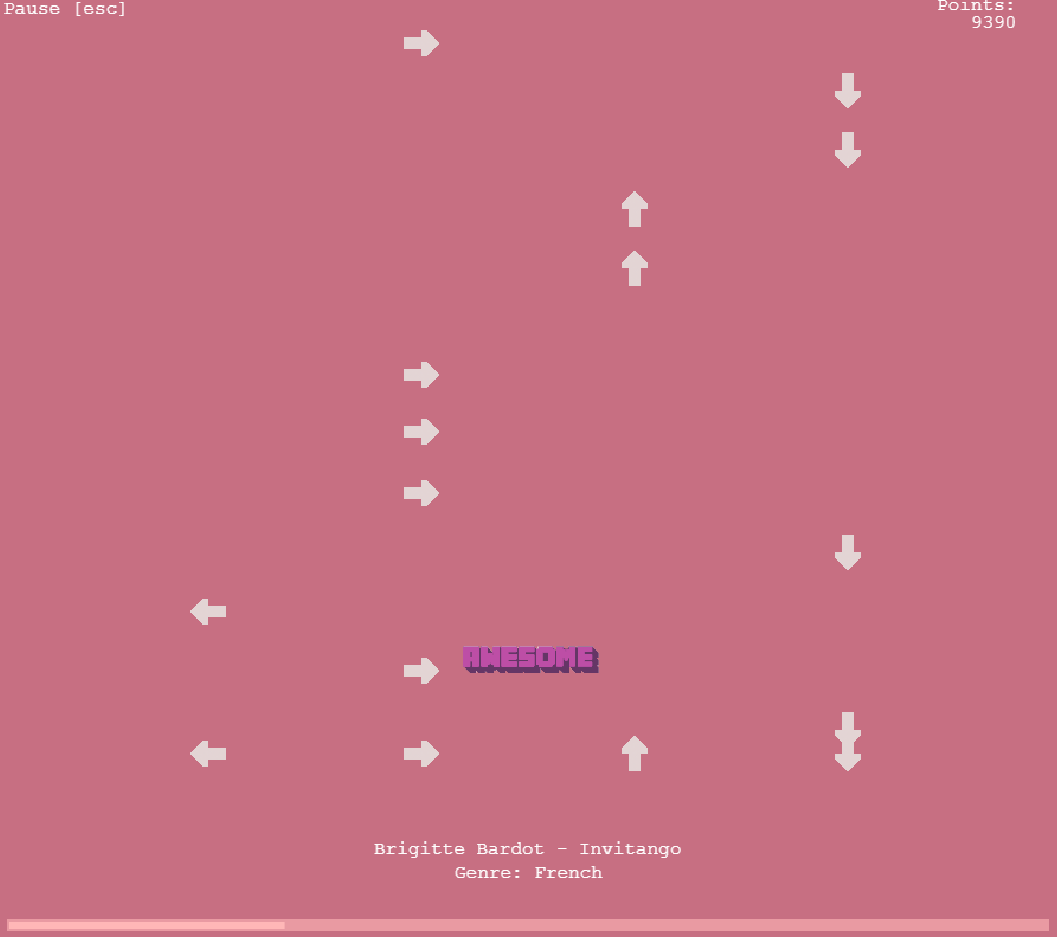 Pause [esc]
Points:
9390
AWESOME
Brigitte Bardot - Invitango
Genre: French